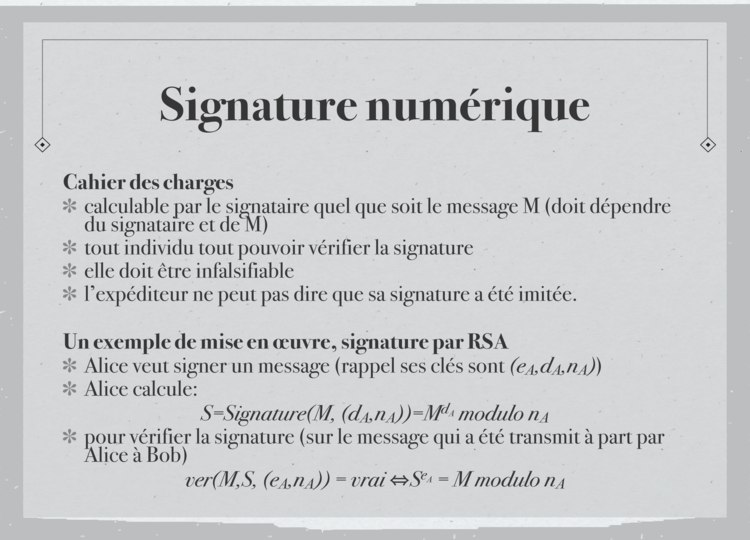 Signature numérique
Cahier des charges
✼ calculable par le signataire quel que soit le message M (doit dépendre
du signataire et de M)
✼ tout individu tout pouvoir vérifier la signature
✼ elle doit être infalsifiable
✼ l’expéditeur ne peut pas dire que sa signature a été imitée.
Un exemple de mise en œuvre, signature par RSA
✼ Alice veut signer un message (rappel ses clés sont (e_A,d_A,n_A))
✼ Alice calcule:
S=Signature(M, (d_A,n_A))=M^{d_A} modulo n_A
✼ pour vérifier la signature (sur le message qui a été transmit à part par
Alice à Bob)
ver(M,S, (e_A,n_A)) = vrai ⇔S^{e_A} = M modulo n_A